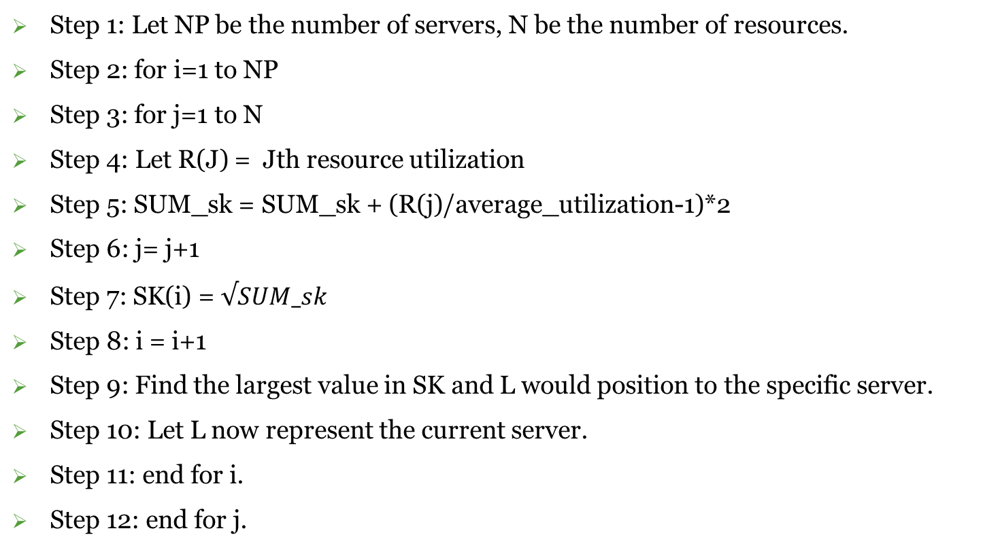 ➢ Step 1: Let NP be the number of servers, N be the number of resources.
➢ Step 2: for i=1 to NP
➢ Step 3: for j=1 to N
➢ Step 4: Let R(J) = Jth resource utilization
➢ Step 5: SUM_sk = SUM_sk + (R(j)/average_utilization-1)*2
➢ Step 6: j= j+1
➢ Step 7: SK(i) = √SUM_sk
➢ Step 8: i = i+1
➢ Step 9: Find the largest value in SK and L would position to the specific server.
➢ Step 10: Let L now represent the current server.
➢ Step 11: end for i.
➢ Step 12: end for j.